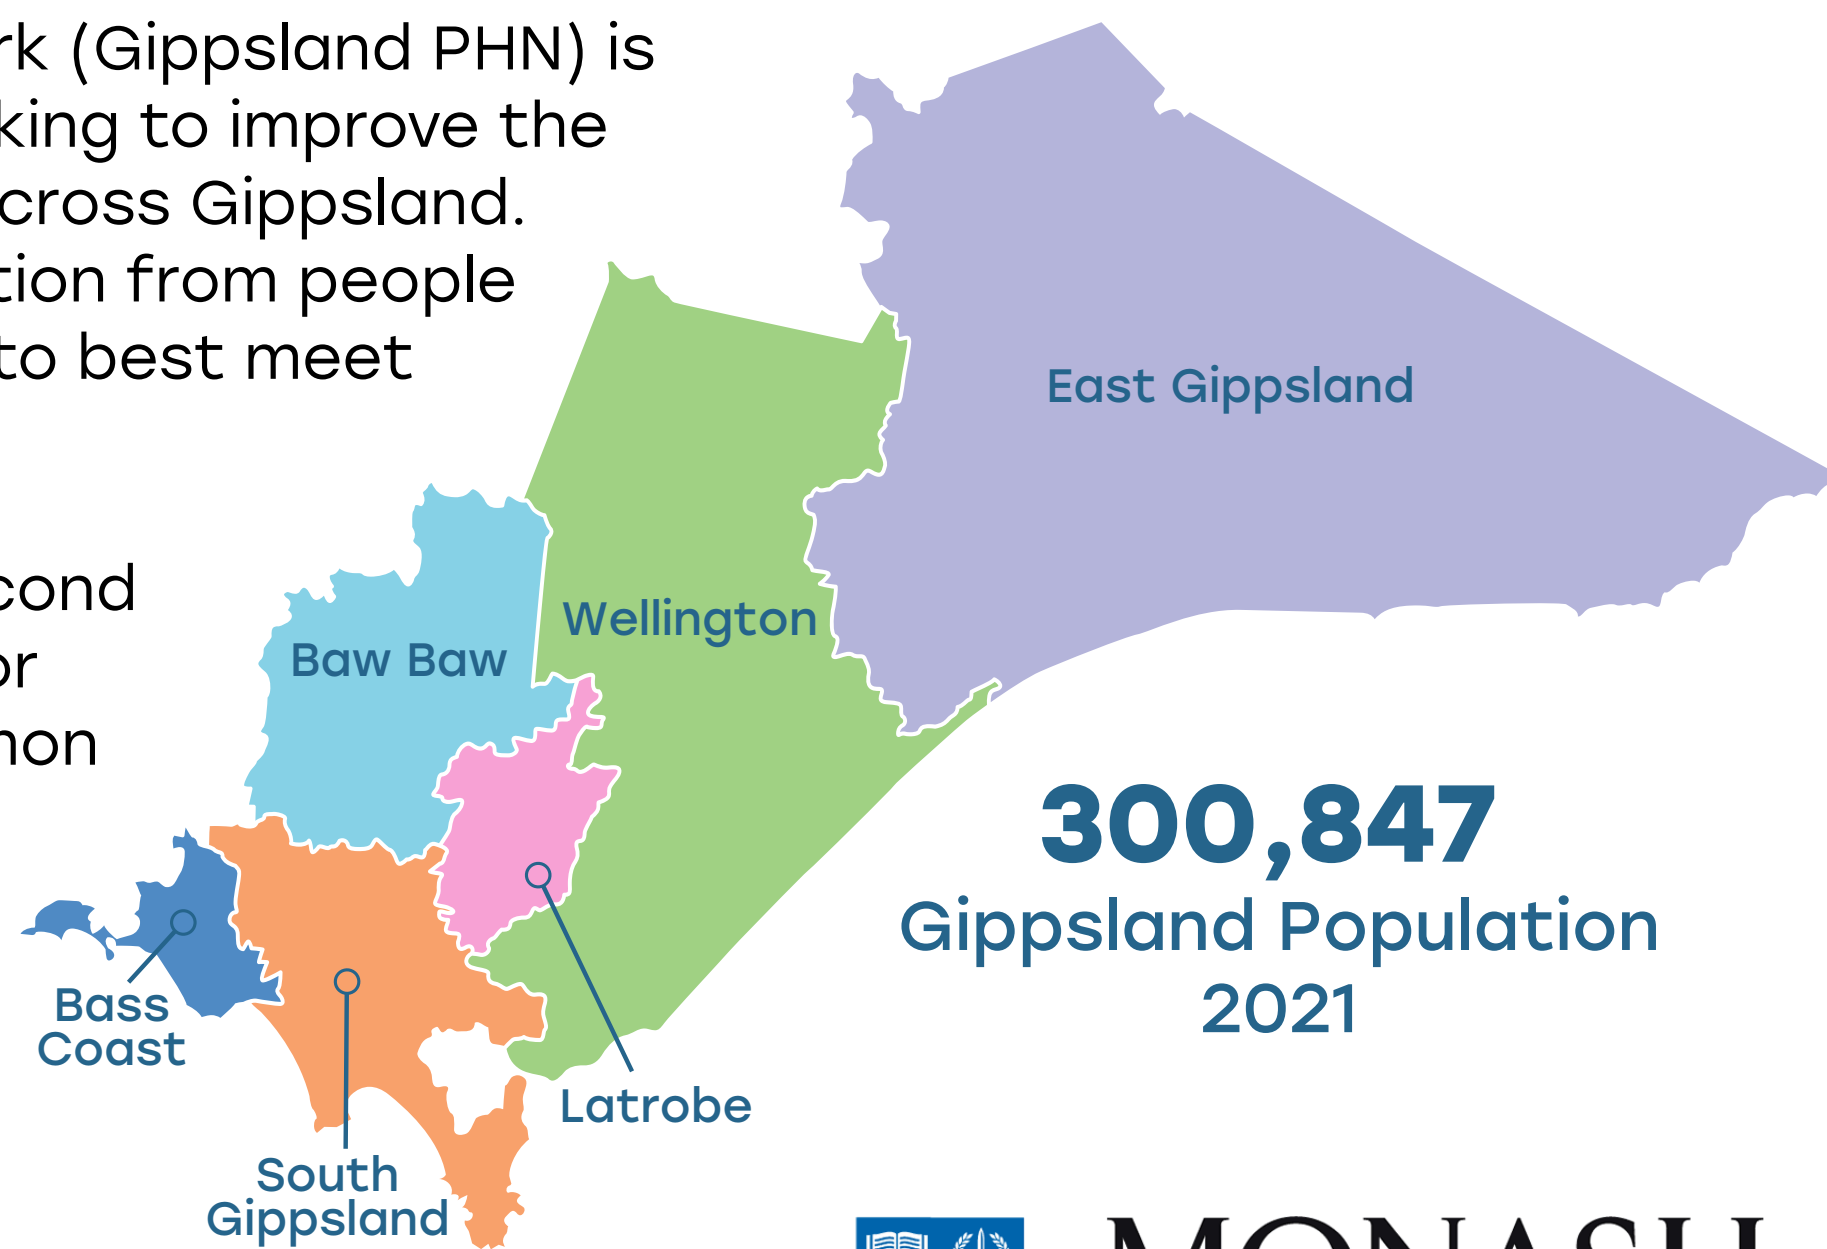 rk (Gippsland PHN) is
king to improve the
cross Gippsland.
tion from people
to best meet
cond
or
non
East Gippsland
Wellington
Baw Baw
Bass
Coast
South
Gippsland
Latrobe
300,847
Gippsland Population
2021
MONASH